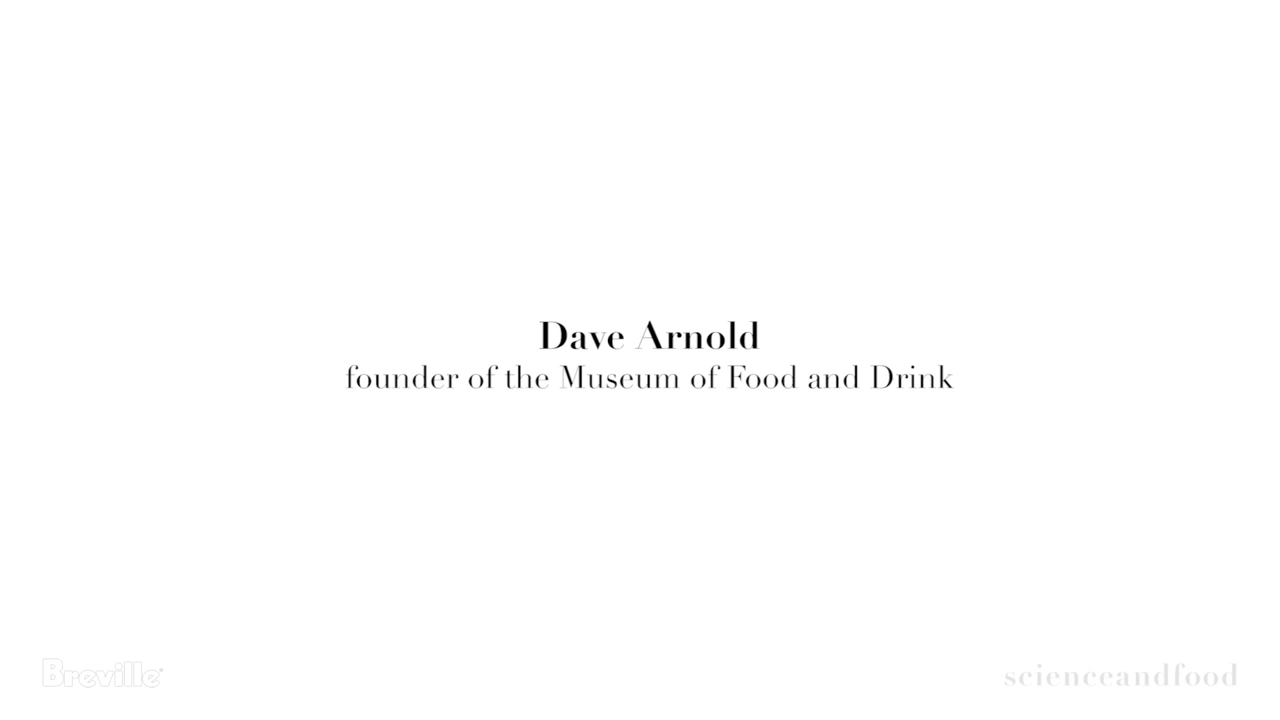 Dave Arnold
founder of the Museum of Food and Drink
Breville
scienceandfood